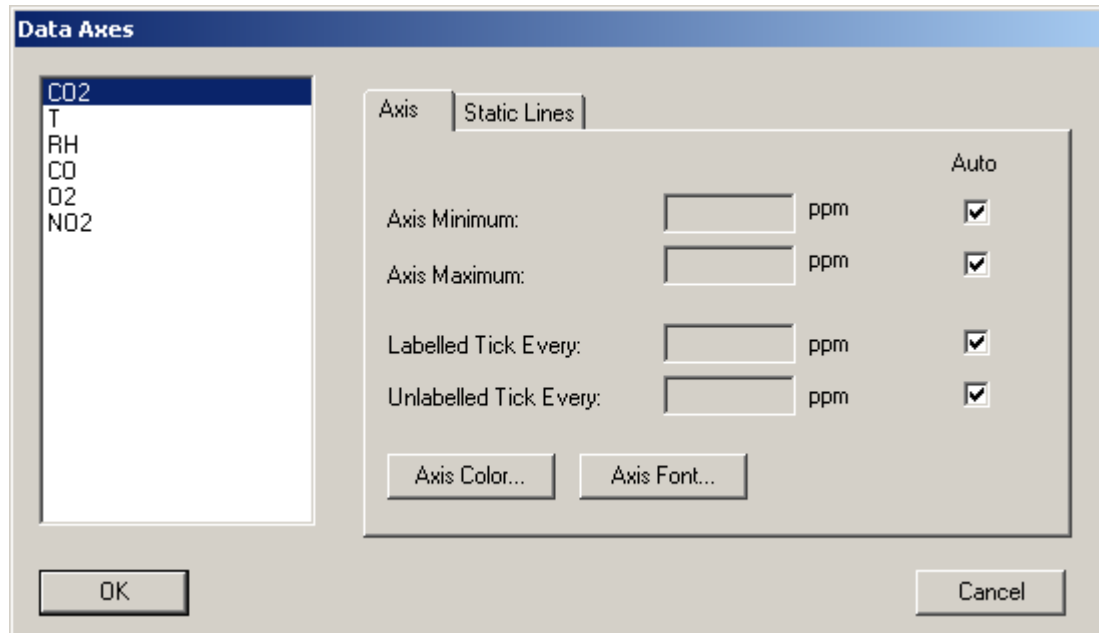 Data Axes
CO2
T
RH
CO
O2
NO2
Axis
Static Lines
Auto
Axis Minimum: ppm
Axis Maximum: ppm
Labelled Tick Every: ppm
Unlabelled Tick Every: ppm
Axis Color... Axis Font...
OK
Cancel